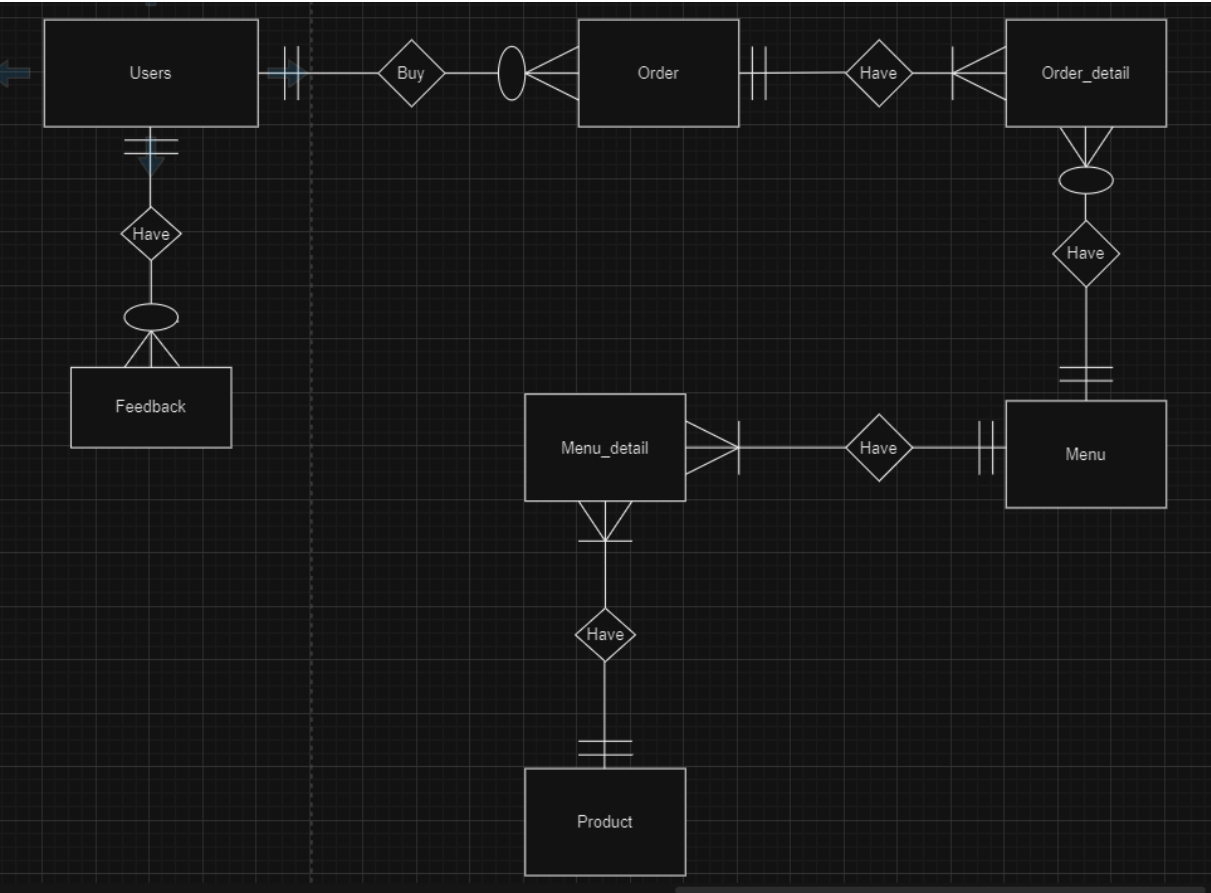 Users
Buy
Order
Have
Order_detail
Have
Have
Feedback
Menu_detail
Have
Menu
Have
Product